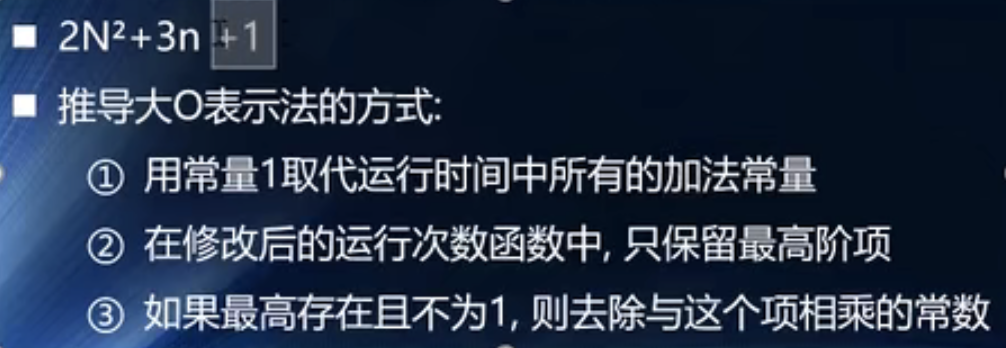 2N²+3n +1
推导大O表示法的方式:
① 用常量1取代运行时间中所有的加法常量
② 在修改后的运行次数函数中, 只保留最高阶项
③ 如果最高存在且不为1, 则去除与这个项相乘的常数